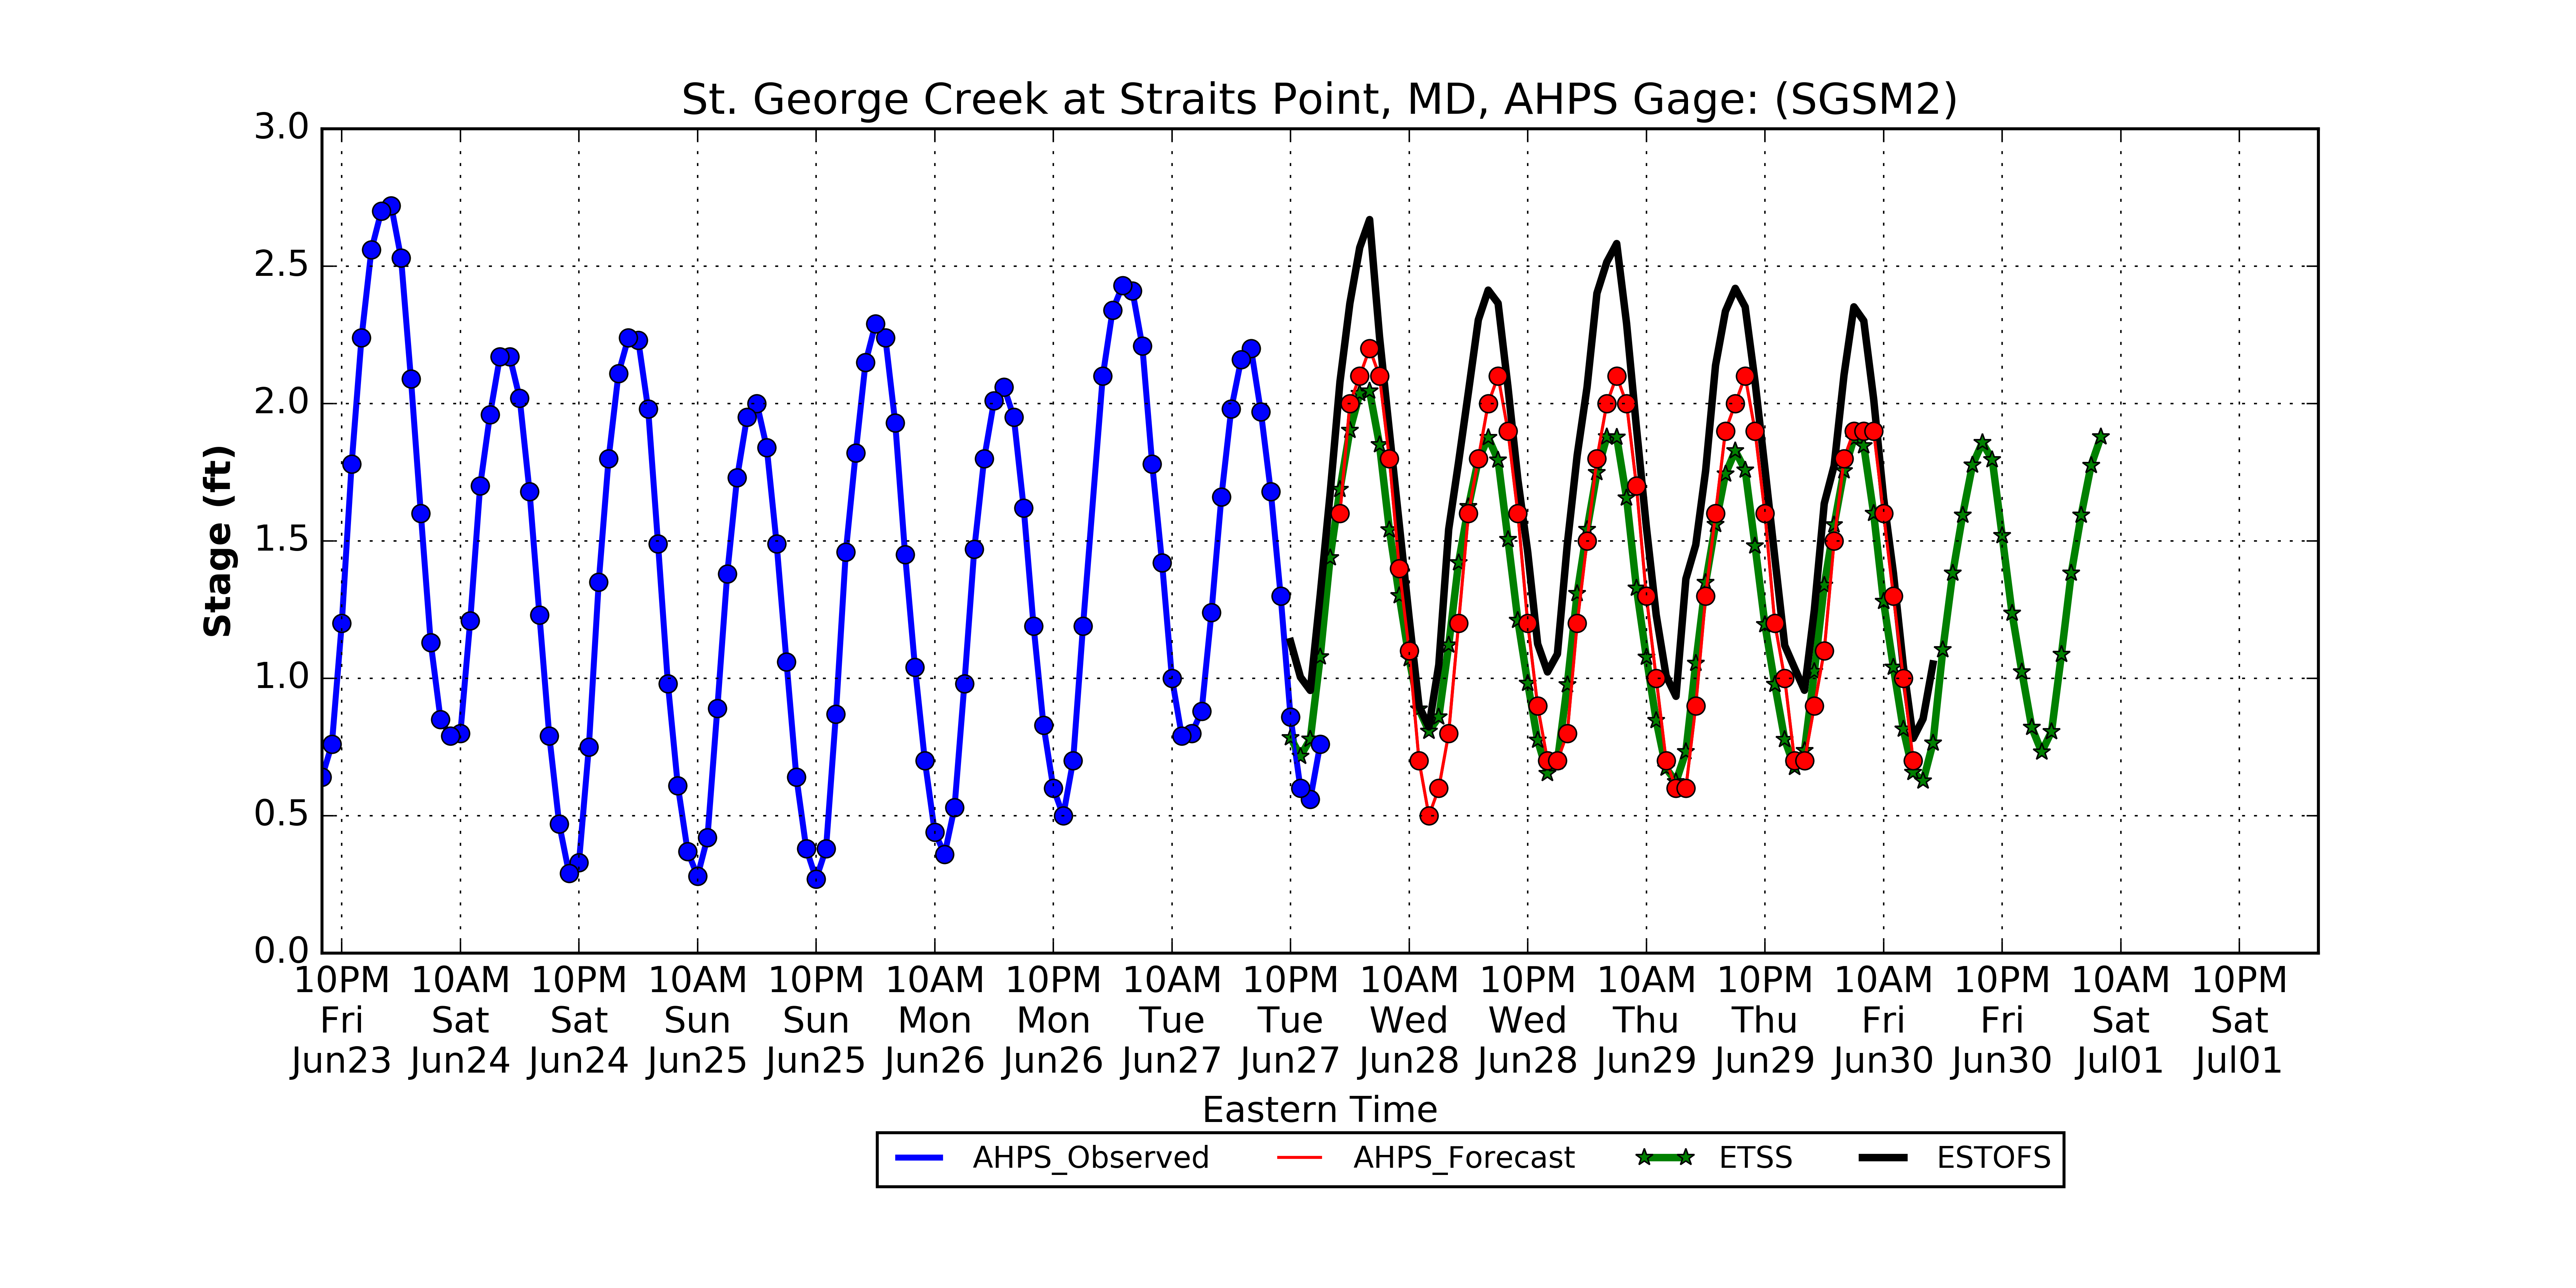 St. George Creek at Straits Point, MD, AHPS Gage: (SGSM2)
3.0
2.5
2.0
1.5
1.0
0.5
0.0
Stage (ft)
10PM 10AM 10PM 10AM 10PM 10AM 10PM 10AM 10PM 10AM 10PM 10AM 10PM 10AM 10PM 10AM 10PM
Fri Sat Sat Sun Sun Mon Mon Tue Tue Wed Wed Thu Thu Fri Fri Sat Sat
Jun23 Jun24 Jun24 Jun25 Jun25 Jun26 Jun26 Jun27 Jun27 Jun28 Jun28 Jun29 Jun29 Jun30 Jun30 Jul01 Jul01
Eastern Time
AHPS_Observed AHPS_Forecast ETSS ESTOFS